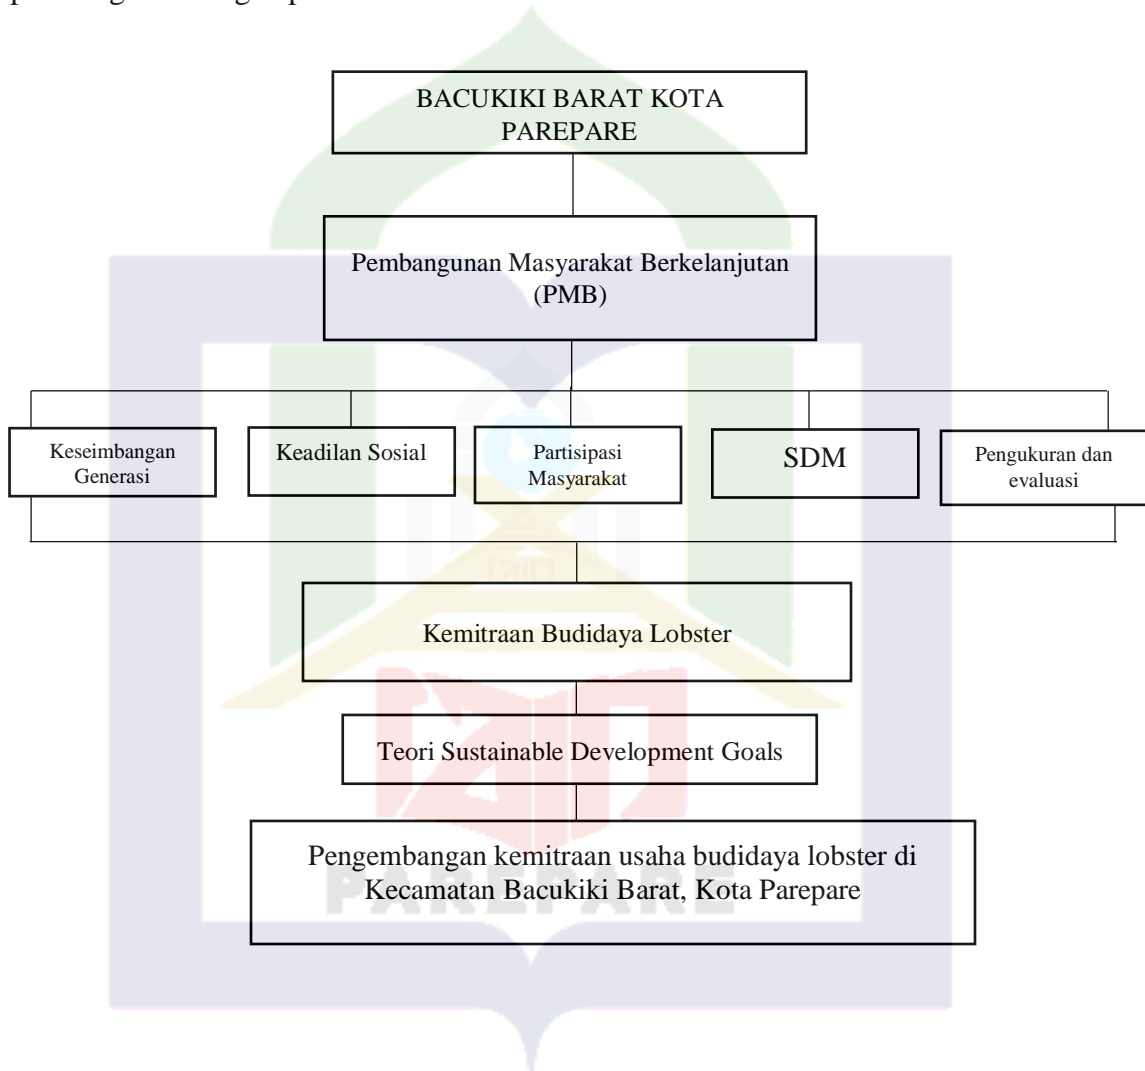 BACUKIKI BARAT KOTA
PAREPARE
Pembangunan Masyarakat Berkelanjutan
(PMB)
Keseimbangan
Generasi
Keadilan Sosial
Partisipasi
Masyarakat
SDM
Pengukuran dan
evaluasi
Kemitraan Budidaya Lobster
Teori Sustainable Development Goals
Pengembangan kemitraan usaha budidaya lobster di
Kecamatan Bacukiki Barat, Kota Parepare
PAREPARE